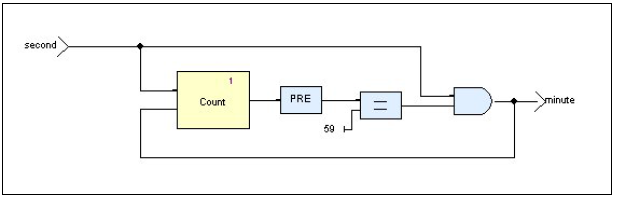 second
1
Count
PRE
=
59
minute